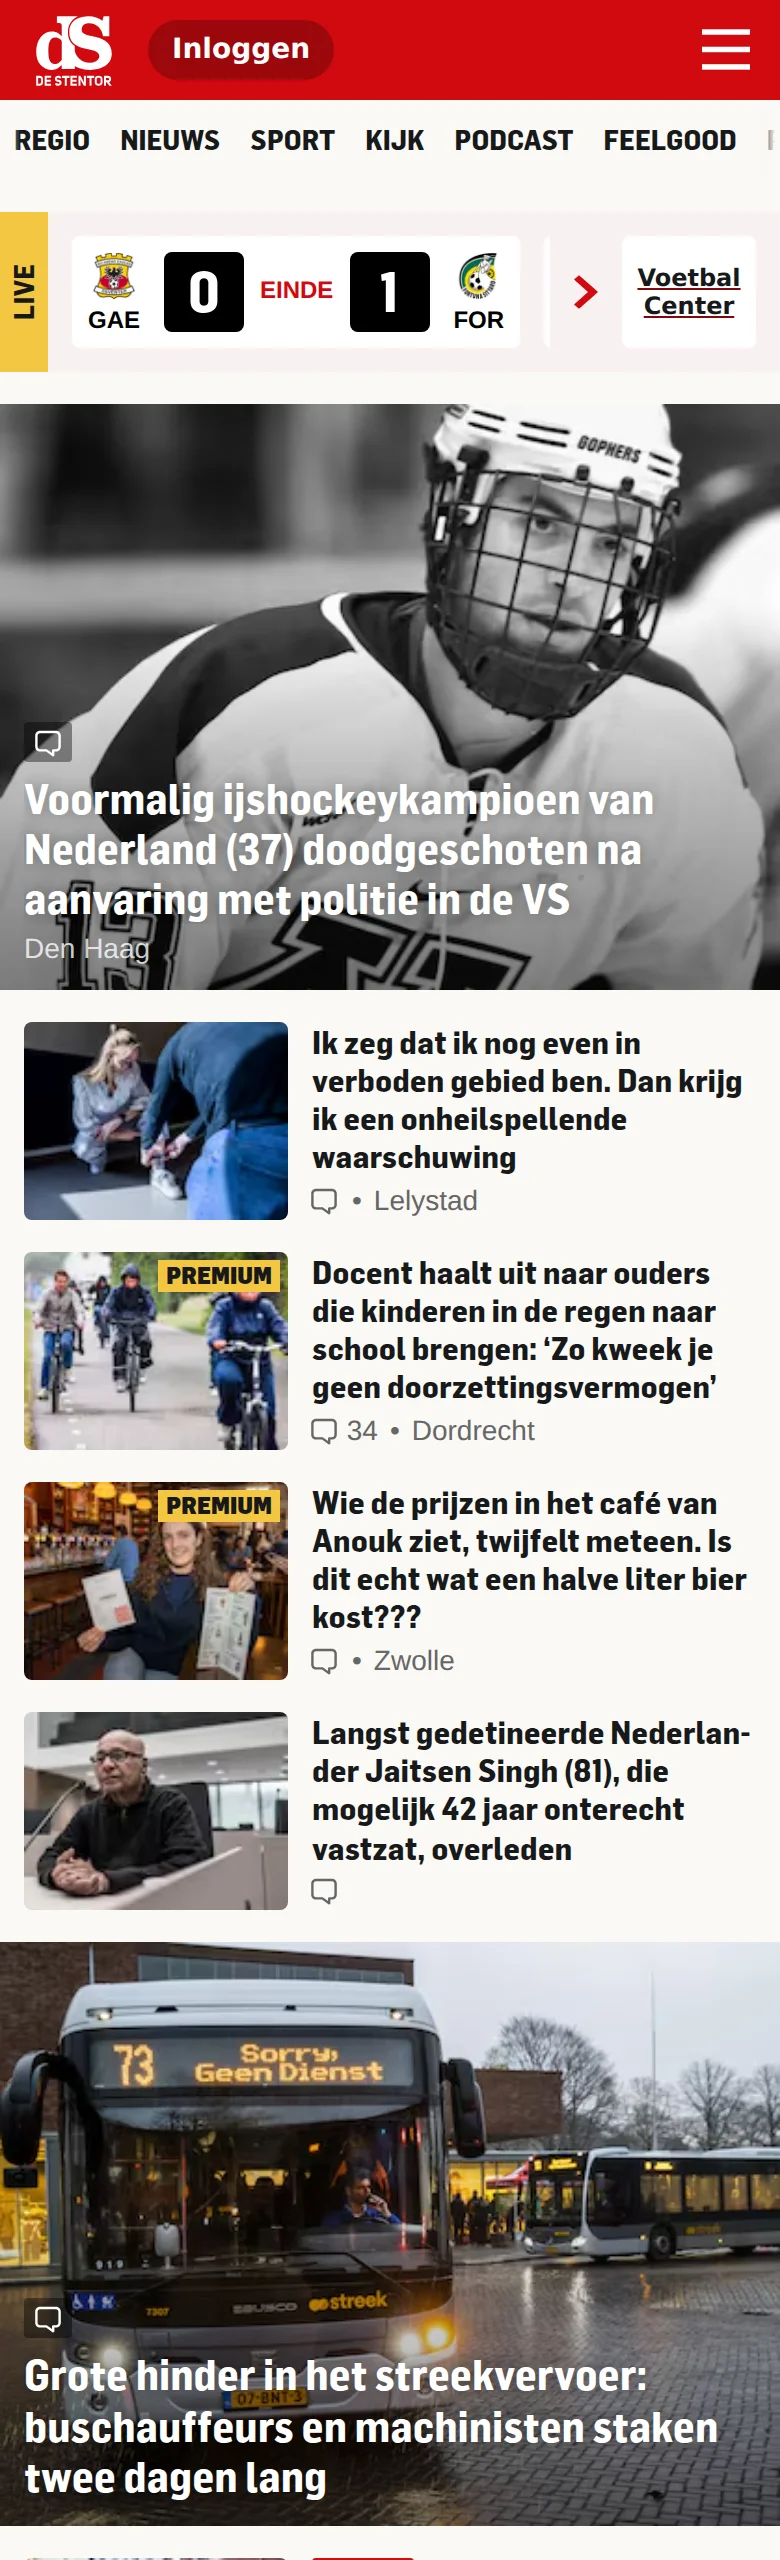 dS
DE STENTOR
Inloggen
REGIO NIEUWS SPORT KIJK PODCAST FEELGOOD
LIVE
GAE 0 EINDE 1 FOR
Voetbal
Center
GOPHERS
Voormalig ijshockeykampioen van
Nederland (37) doodgeschoten na
aanvaring met politie in de VS
Den Haag
Ik zeg dat ik nog even in
verboden gebied ben. Dan krijg
ik een onheilspellende
waarschuwing
• Lelystad
PREMIUM
Docent haalt uit naar ouders
die kinderen in de regen naar
school brengen: ‘Zo kweek je
geen doorzettingsvermogen’
34 • Dordrecht
PREMIUM
Wie de prijzen in het café van
Anouk ziet, twijfelt meteen. Is
dit echt wat een halve liter bier
kost???
• Zwolle
Langst gedetineerde Nederlan-
der Jaitsen Singh (81), die
mogelijk 42 jaar onterecht
vastzat, overleden
73 Sorry,
Geen Dienst
919
7307 EBUSCO streek
07-BNT-3
Grote hinder in het streekvervoer:
buschauffeurs en machinisten staken
twee dagen lang